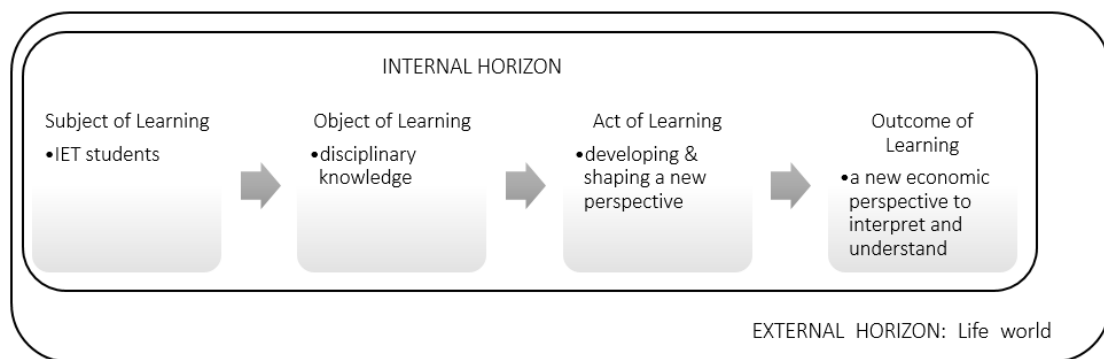 INTERNAL HORIZON
Subject of Learning
•IET students
Object of Learning
•disciplinary
knowledge
Act of Learning
•developing &
shaping a new
perspective
Outcome of
Learning
•a new economic
perspective to
interpret and
understand
EXTERNAL HORIZON: Life world